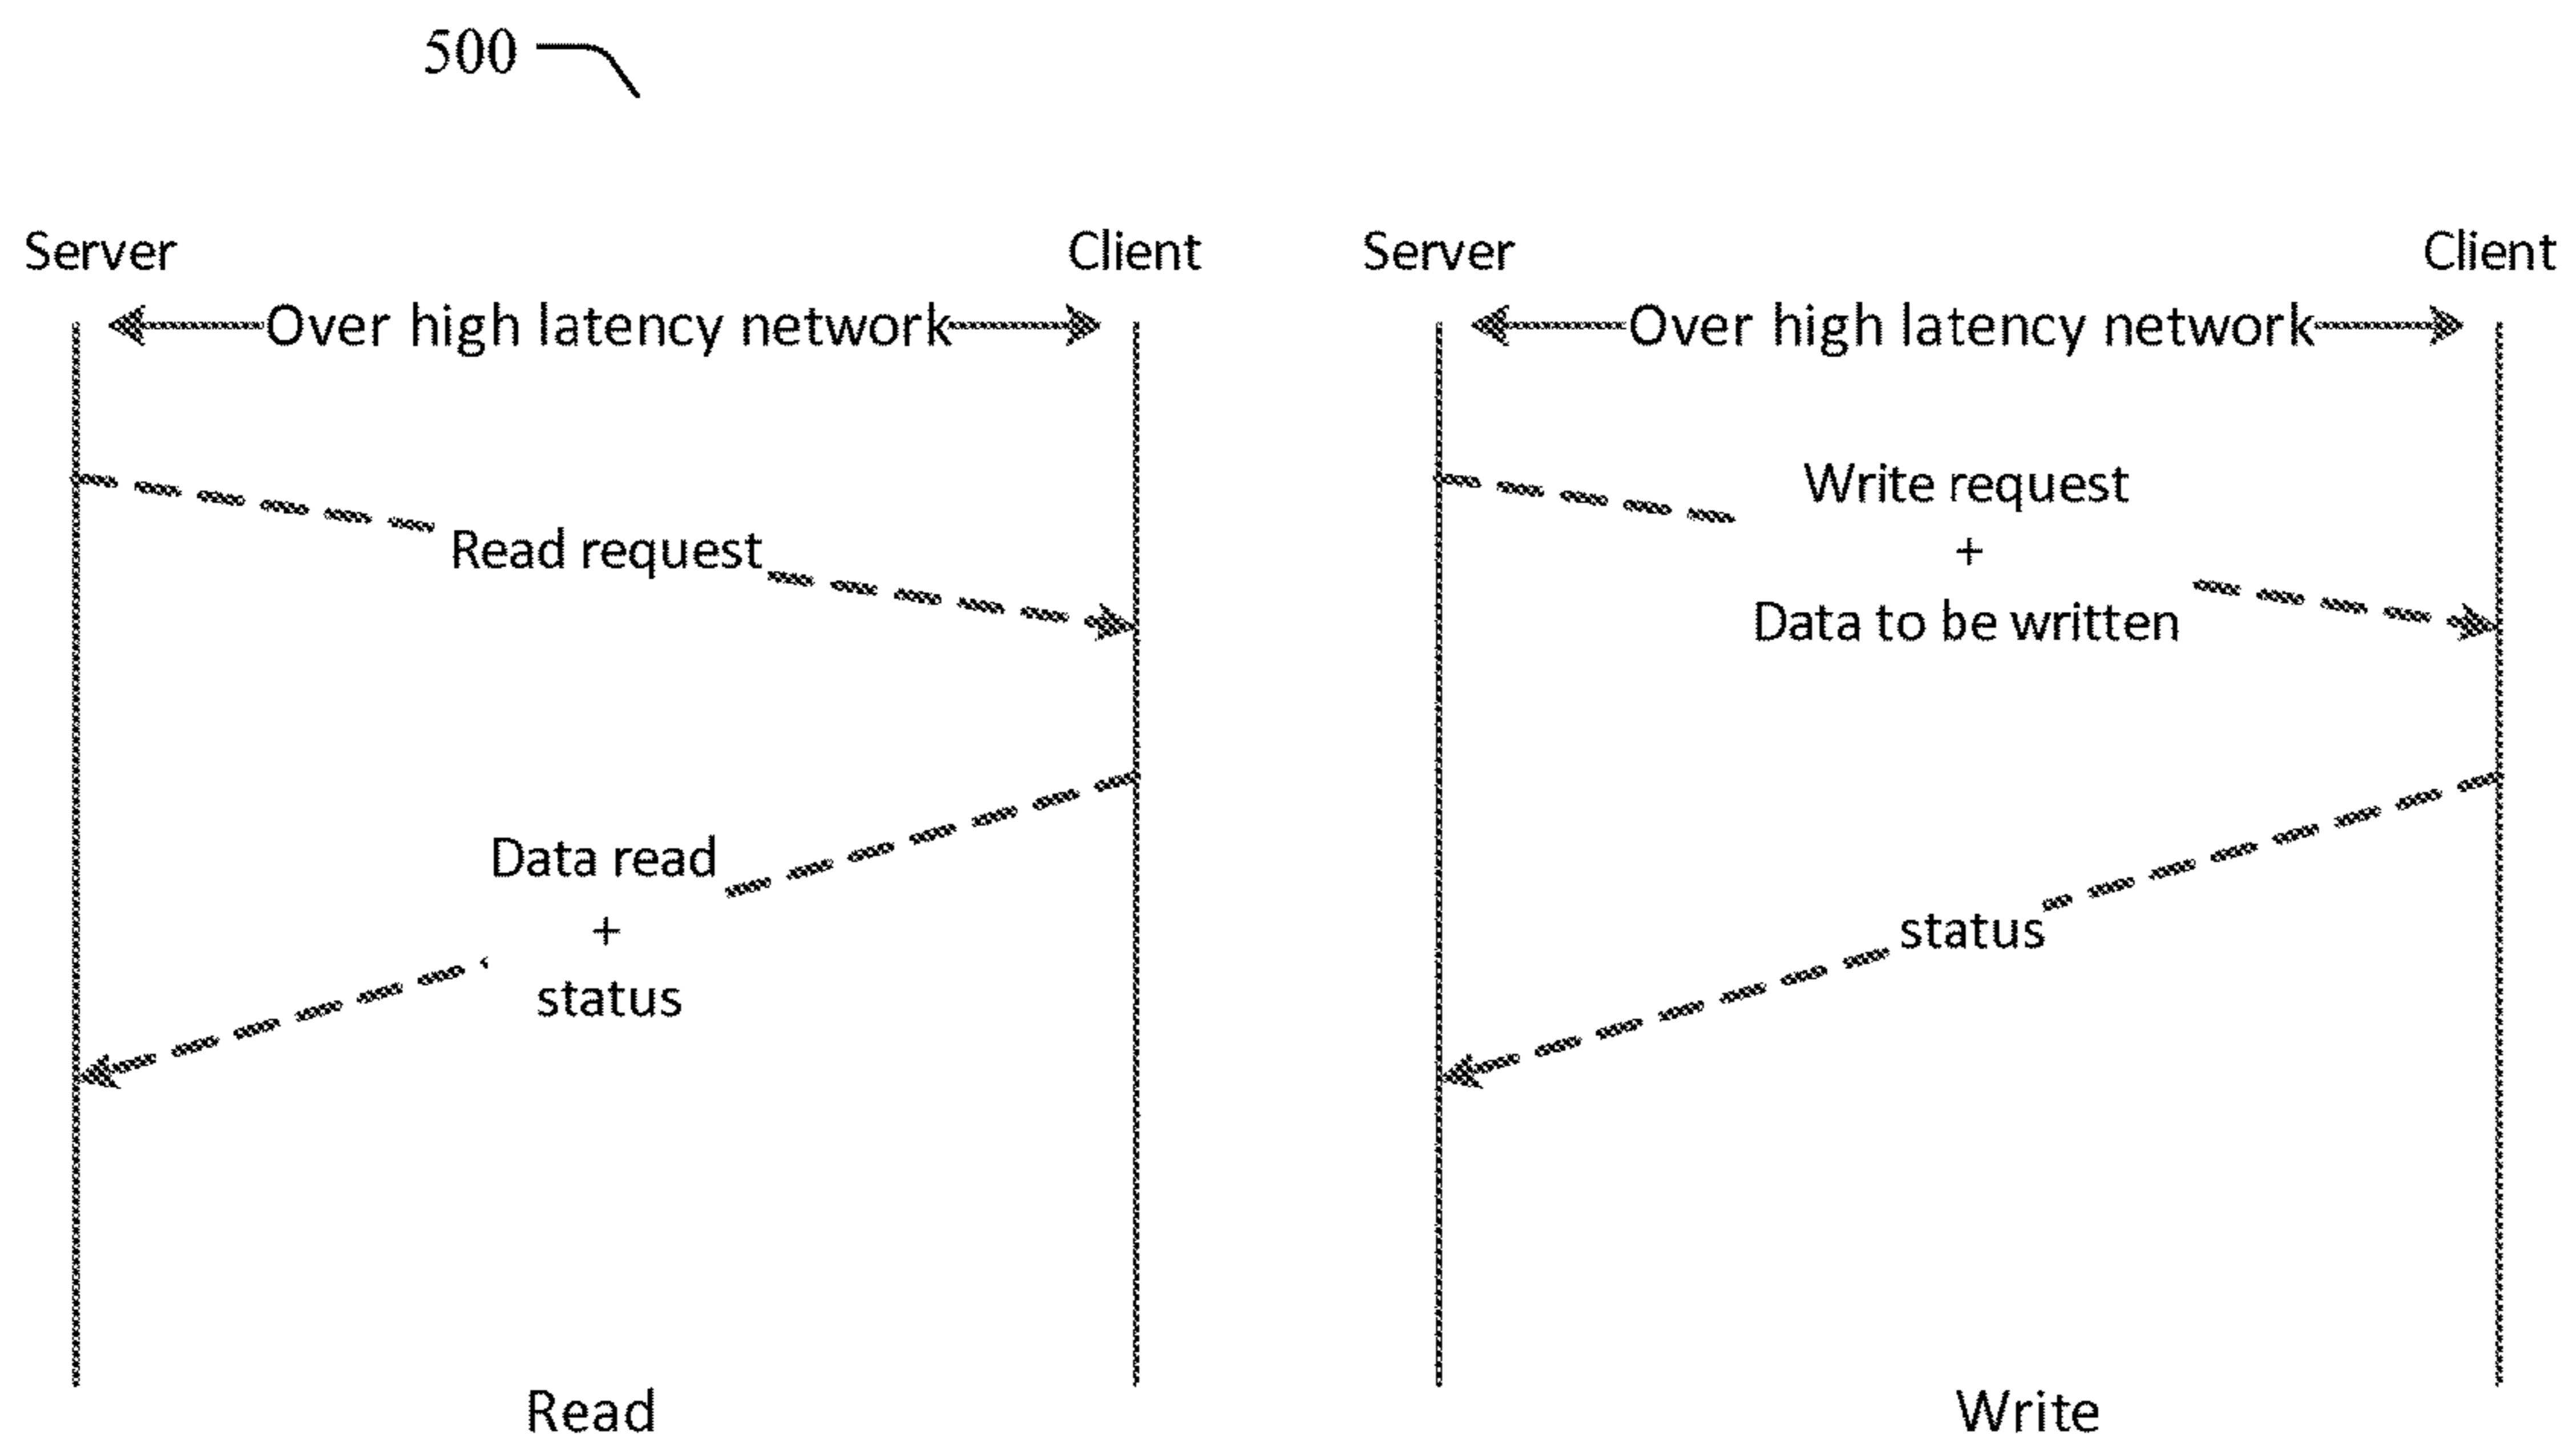 500
Server
Client
Over high latency network
Read request
Data read
+
status
Read
Server
Client
Over high latency network
Write request
+
Data to be written
status
Write